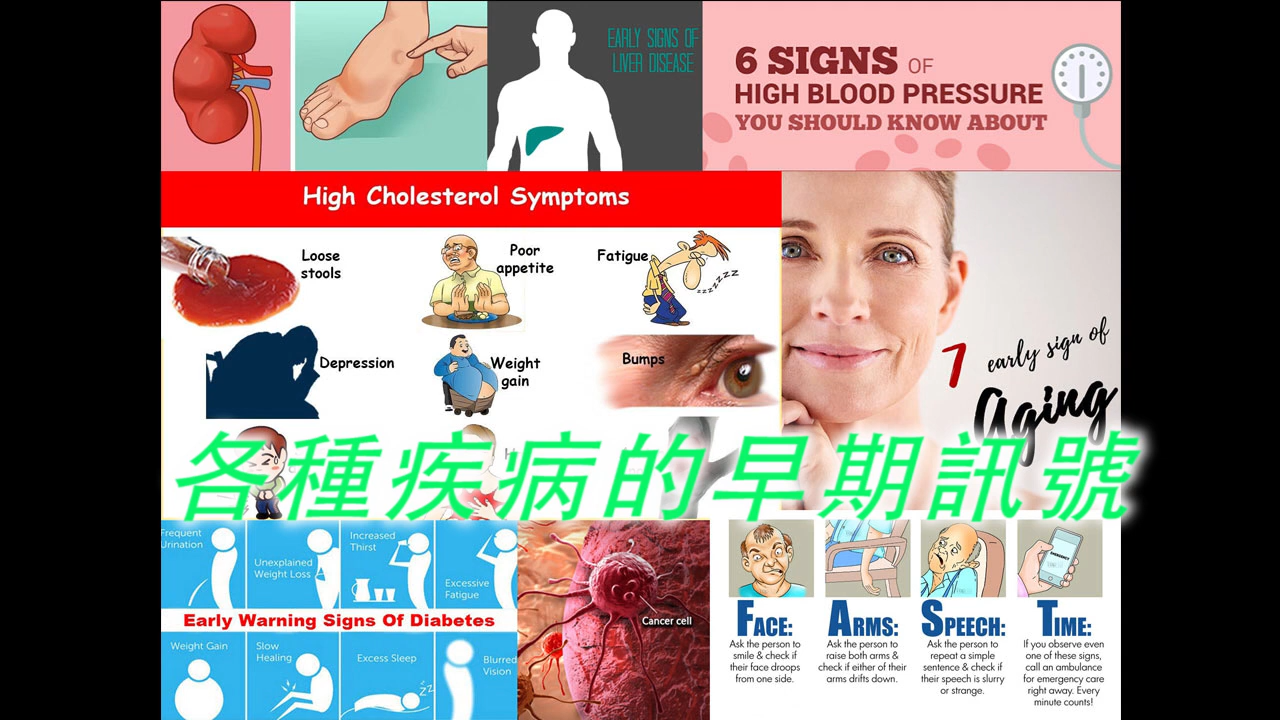 EARLY SIGNS OF
LIVER DISEASE
6 SIGNS OF
HIGH BLOOD PRESSURE
YOU SHOULD KNOW ABOUT
High Cholesterol Symptoms
Loose
stools
Poor
appetite
Fatigue
zzzzzzz
Depression
Weight
gain
Bumps
7 early sign of
Aging
各種疾病的早期訊號
Frequent
Urination
Unexplained
Weight Loss
Increased
Thirst
Excessive
Fatigue
Early Warning Signs Of Diabetes
Weight Gain
Slow
Healing
Excess Sleep
zz
Blurred
Vision
Cancer cell
FACE:
Ask the person to
smile & check if
their face droops
from one side.
ARMS:
Ask the person to
raise both arms &
check if either of their
arms drifts down.
SPEECH:
Ask the person to
repeat a simple
sentence & check if
their speech is slurry
or strange.
EMERGENCY
TIME:
If you observe even
one of these signs,
call an ambulance
for emergency care
right away. Every
minute counts!